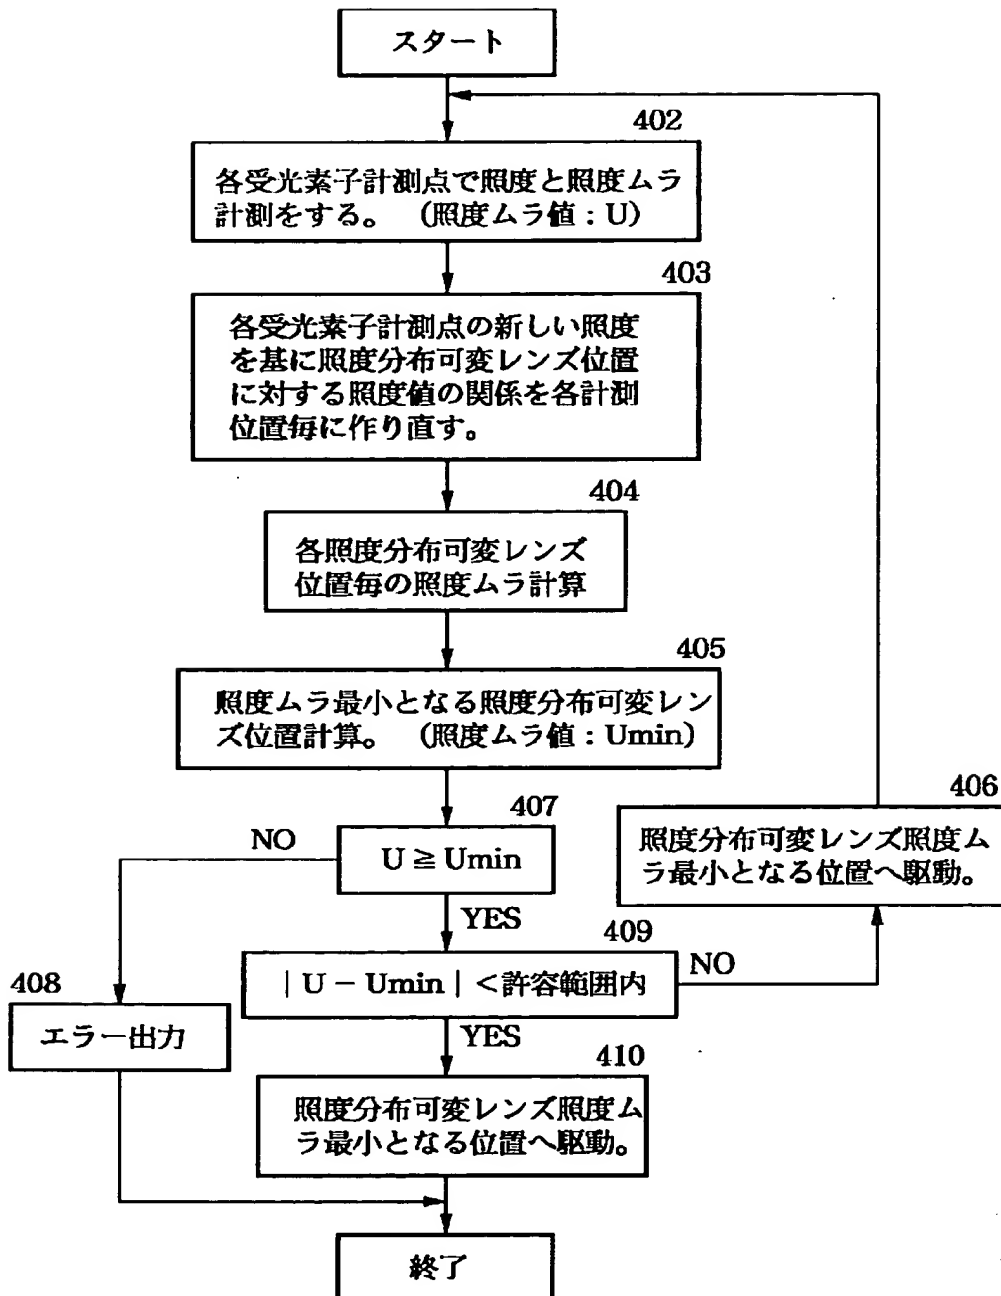 スタート
402
各受光素子計測点で照度と照度ムラ
計測をする。 （照度ムラ値：U）
403
各受光素子計測点の新しい照度
を基に照度分布可変レンズ位置
に対する照度値の関係を各計測
位置毎に作り直す。
404
各照度分布可変レンズ
位置毎の照度ムラ計算
405
照度ムラ最小となる照度分布可変レン
ズ位置計算。 （照度ムラ値：Umin）
407
NO
U ≧ Umin
YES
406
照度分布可変レンズ照度ム
ラ最小となる位置へ駆動。
409
｜U － Umin｜＜許容範囲内
NO
YES
408
エラー出力
410
照度分布可変レンズ照度ム
ラ最小となる位置へ駆動。
終了